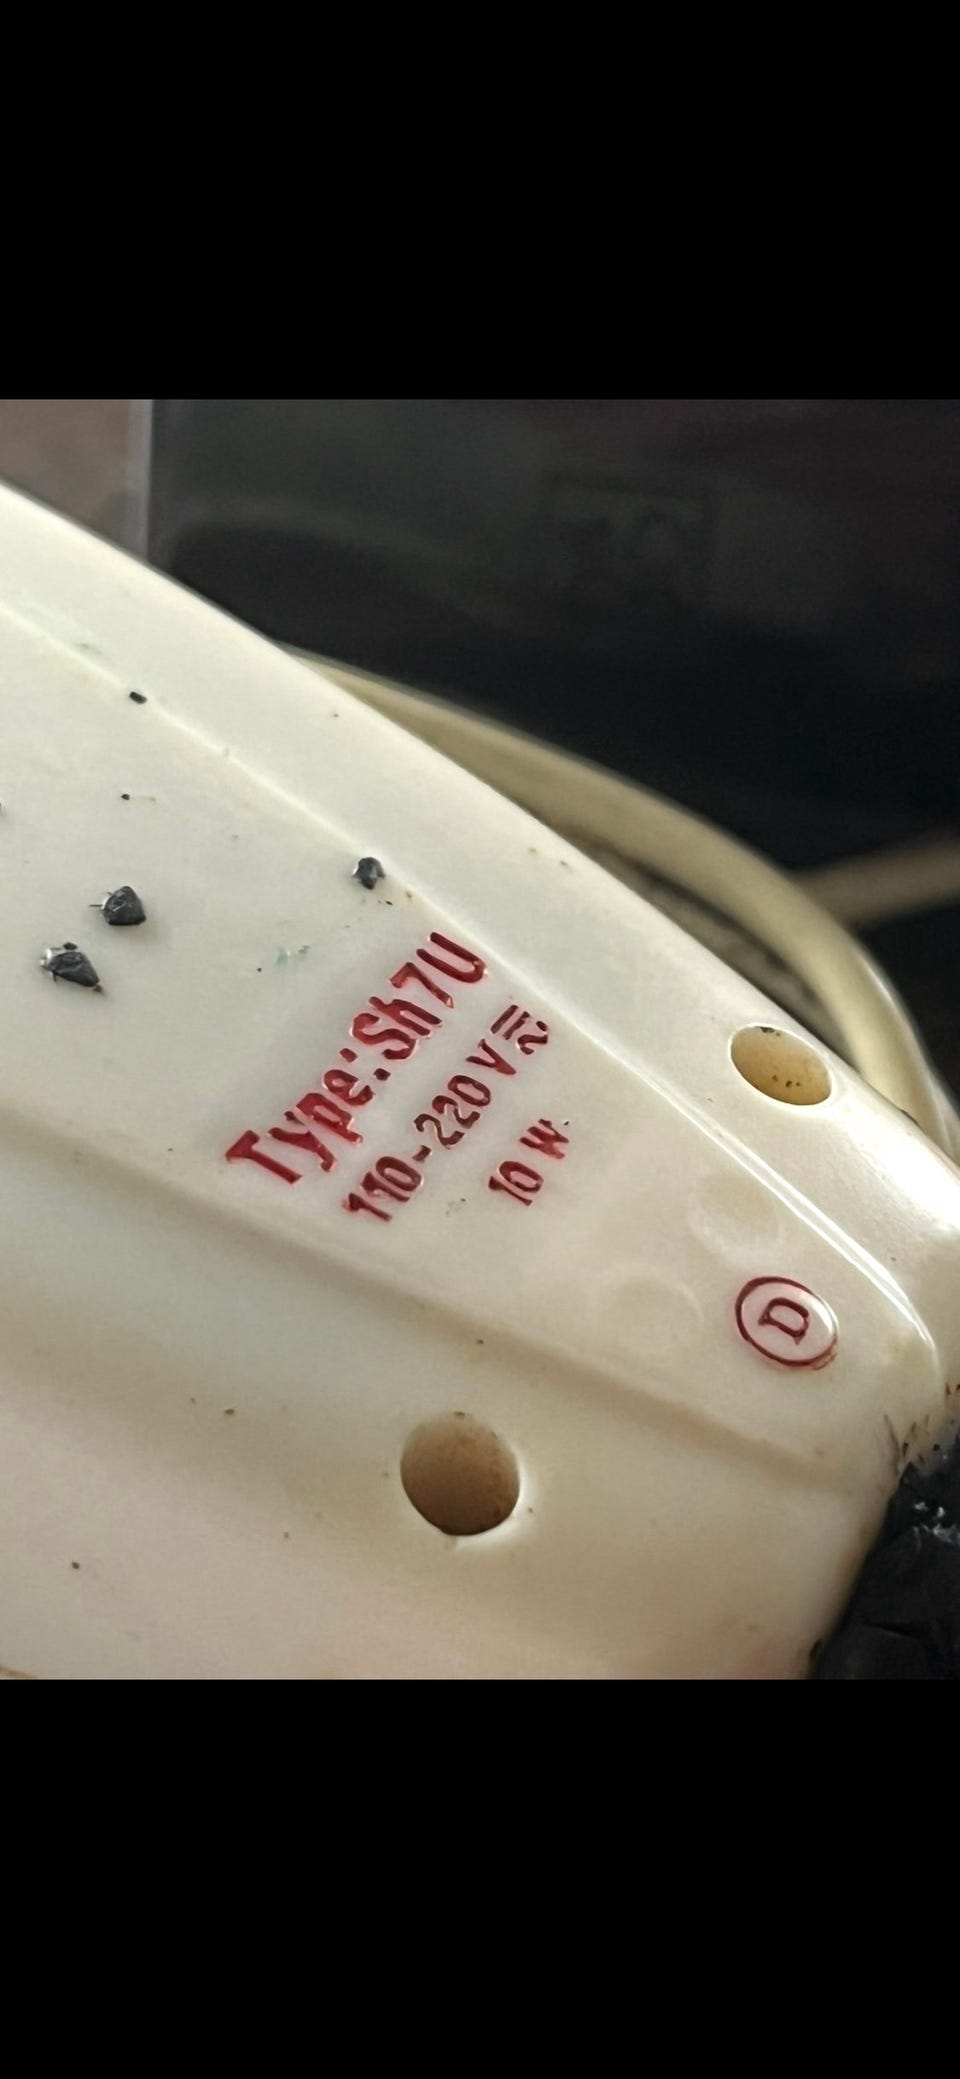 Type: Sh7U
110-220 V ⎓∼
10 W
D